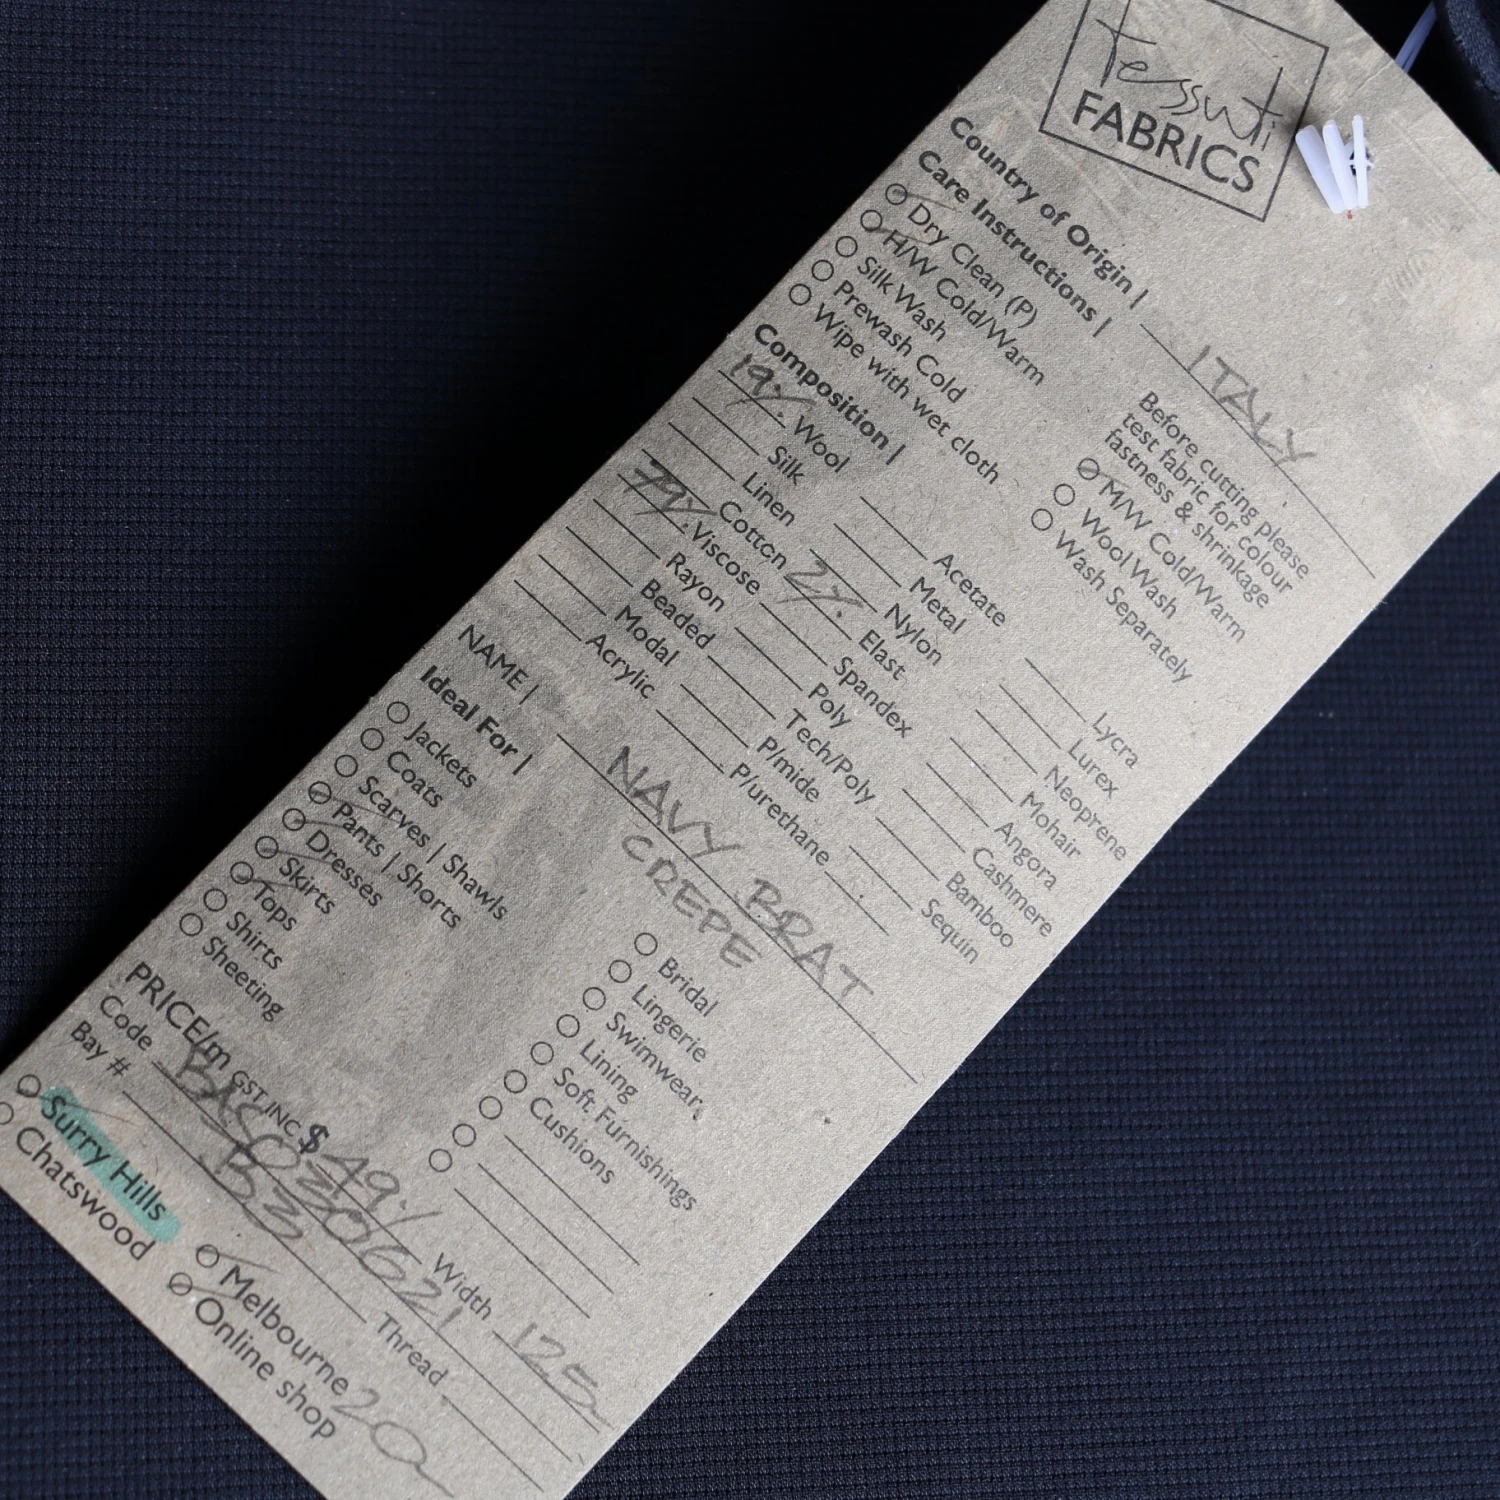 tessuti
FABRICS
Country of Origin | ITALY
Care Instructions |
Dry Clean (P)
H/W Cold/Warm
Silk Wash
Prewash Cold
Wipe with wet cloth
Before cutting please
test fabric for colour
fastness & shrinkage
M/W Cold/Warm
Wool Wash
Wash Separately
Composition |
19% Wool
Silk
Linen
Cotton
79% Viscose
Rayon
Beaded
Modal
Acrylic
Acetate
Metal
Nylon
2% Elast
Spandex
Poly
Tech/Poly
P/mide
P/urethane
Lycra
Lurex
Neoprene
Mohair
Angora
Cashmere
Bamboo
Sequin
NAME | NAVY BRAT
CREPE
Ideal For |
Jackets
Coats
Scarves | Shawls
Pants | Shorts
Dresses
Skirts
Tops
Shirts
Sheeting
Bridal
Lingerie
Swimwear
Lining
Soft Furnishings
Cushions
PRICE/m GST INC $ 49.- Width 125
Code BASO230621
Bay # B3 Thread
Surry Hills
Chatswood
Melbourne 20
Online shop